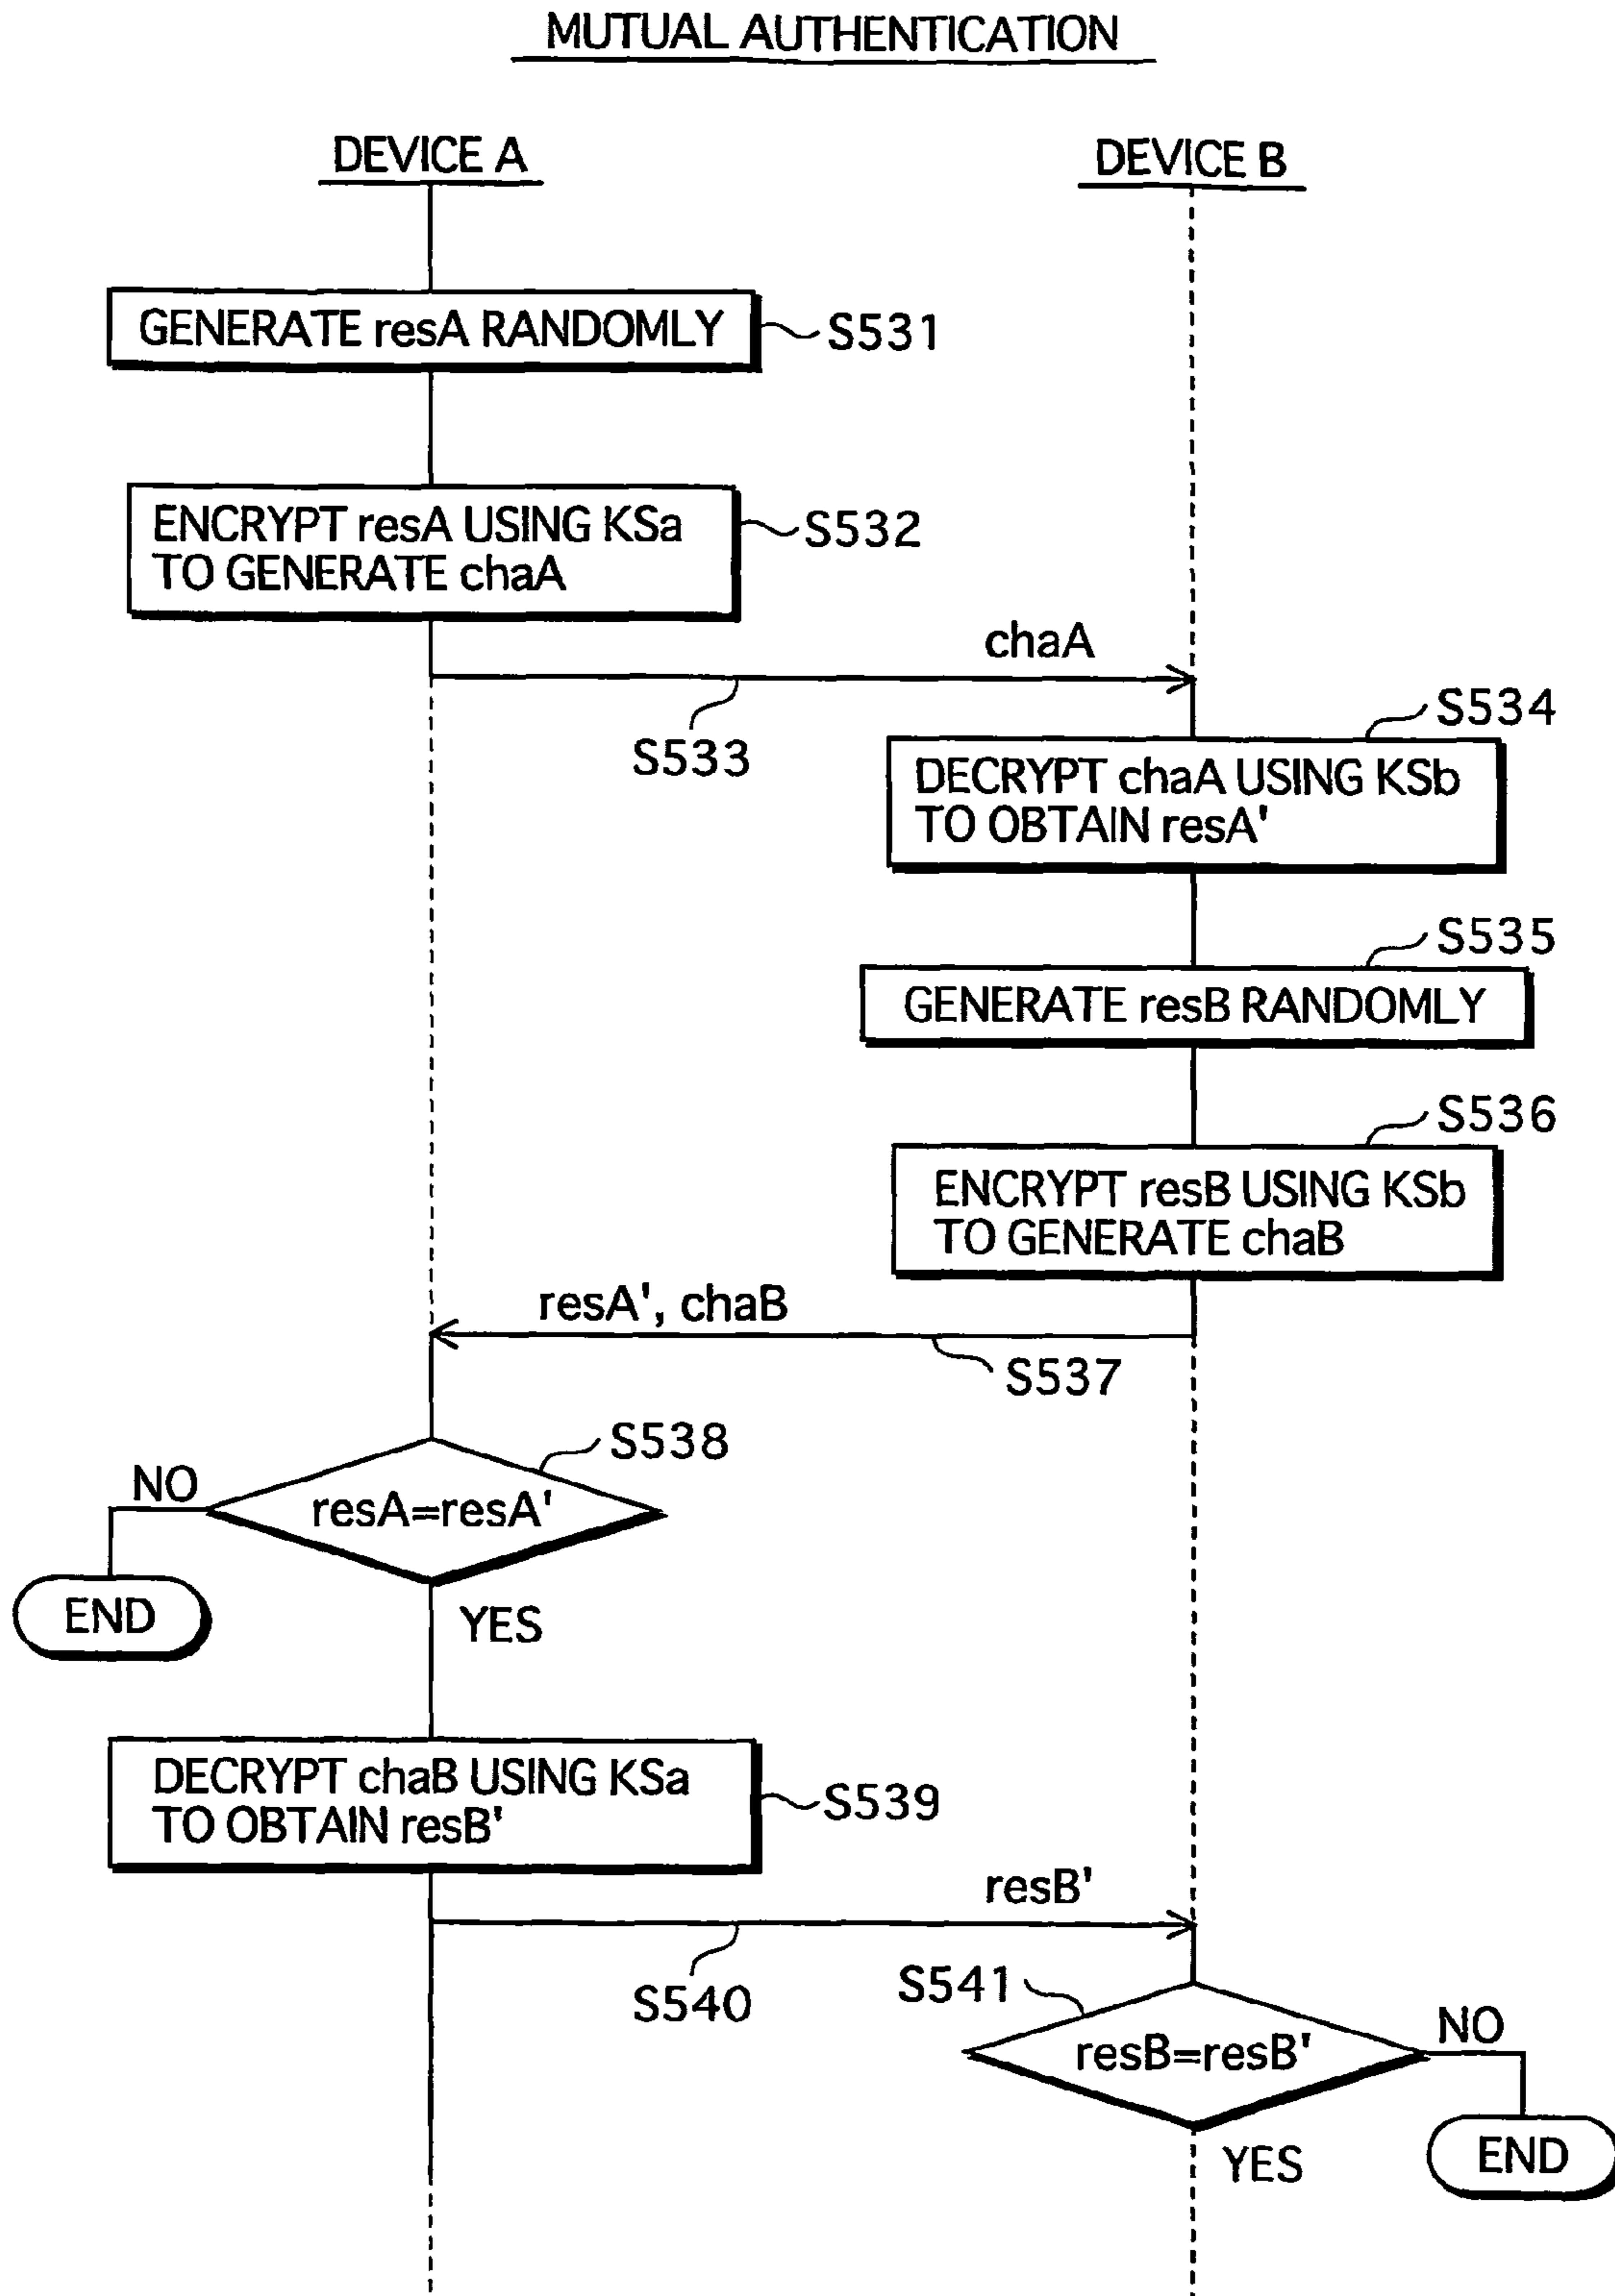 MUTUAL AUTHENTICATION
DEVICE A
DEVICE B
GENERATE resA RANDOMLY
S531
ENCRYPT resA USING KSa
TO GENERATE chaA
S532
chaA
S533
S534
DECRYPT chaA USING KSb
TO OBTAIN resA'
S535
GENERATE resB RANDOMLY
S536
ENCRYPT resB USING KSb
TO GENERATE chaB
resA', chaB
S537
S538
NO
resA=resA'
END
YES
DECRYPT chaB USING KSa
TO OBTAIN resB'
S539
resB'
S540
S541
NO
resB=resB'
END
YES